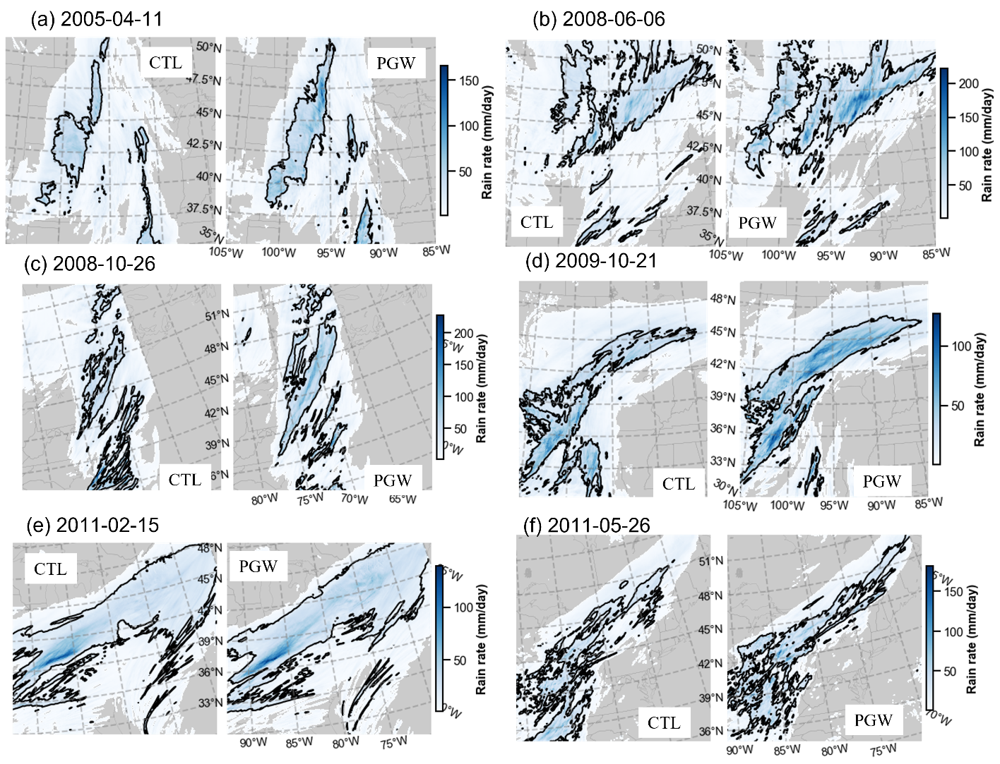 (a) 2005-04-11
CTL
50°N
47.5°N
45°N
42.5°N
40°N
37.5°N
35°N
PGW
105°W 100°W 95°W 90°W 85°W
150
100
50
Rain rate (mm/day)
(b) 2008-06-06
CTL
50°N
45°N
42.5°N
40°N
37.5°N
35°N
PGW
105°W 100°W 95°W 90°W 85°W
200
150
100
50
Rain rate (mm/day)
(c) 2008-10-26
CTL
51°N
48°N
45°N
42°N
39°N
6°N
PGW
80°W 75°W 70°W 65°W
200
5°W
150
100
50
0°W
Rain rate (mm/day)
(d) 2009-10-21
CTL
48°N
45°N
42°N
39°N
36°N
33°N
30°N
PGW
105°W 100°W 95°W 90°W 85°W
100
50
Rain rate (mm/day)
(e) 2011-02-15
CTL
48°N
45°N
42°N
39°N
36°N
33°N
PGW
90°W 85°W 80°W 75°W
5°W
100
50
0°W
Rain rate (mm/day)
(f) 2011-05-26
CTL
51°N
48°N
45°N
42°N
39°N
36°N
PGW
90°W 85°W 80°W 75°W
5°W
150
100
50
70°W
Rain rate (mm/day)